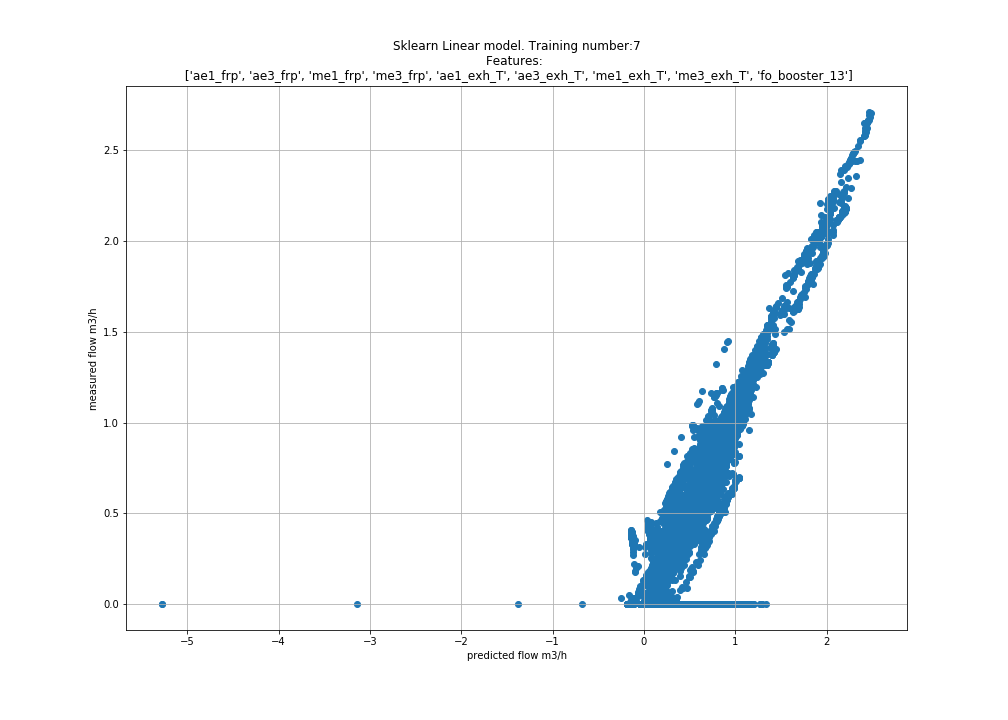 Sklearn Linear model. Training number:7
Features:
['ae1_frp', 'ae3_frp', 'me1_frp', 'me3_frp', 'ae1_exh_T', 'ae3_exh_T', 'me1_exh_T', 'me3_exh_T', 'fo_booster_13']
measured flow m3/h
2.5
2.0
1.5
1.0
0.5
0.0
−5 −4 −3 −2 −1 0 1 2
predicted flow m3/h